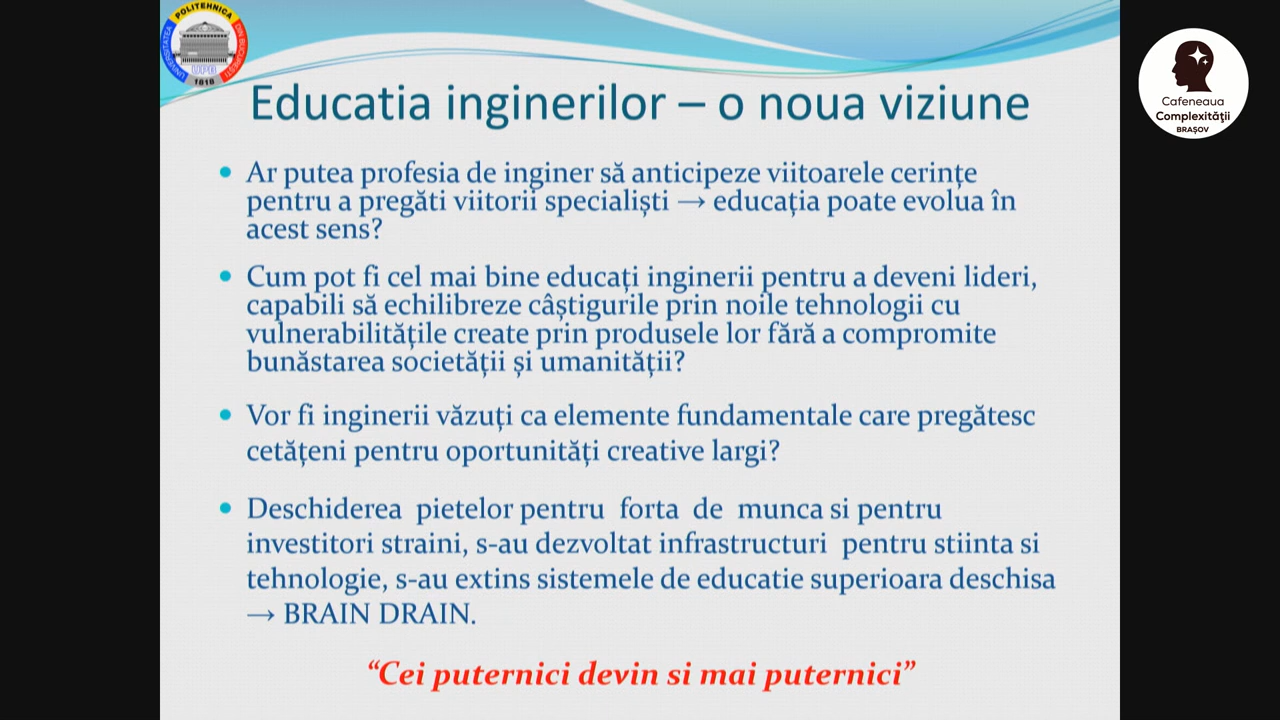 UNIVERSITATEA
POLITEHNICA
DIN BUCURESTI
UPB
1818
Educatia inginerilor – o noua viziune
• Ar putea profesia de inginer să anticipeze viitoarele cerințe
pentru a pregăti viitorii specialiști → educația poate evolua în
acest sens?
• Cum pot fi cel mai bine educați inginerii pentru a deveni lideri,
capabili să echilibreze câștigurile prin noile tehnologii cu
vulnerabilitățile create prin produsele lor fără a compromite
bunăstarea societății și umanității?
• Vor fi inginerii văzuți ca elemente fundamentale care pregătesc
cetățeni pentru oportunități creative largi?
• Deschiderea pietelor pentru forta de munca si pentru
investitori straini, s-au dezvoltat infrastructuri pentru stiinta si
tehnologie, s-au extins sistemele de educatie superioara deschisa
→ BRAIN DRAIN.
“Cei puternici devin si mai puternici”
Cafeneaua
Complexităţii
BRAȘOV